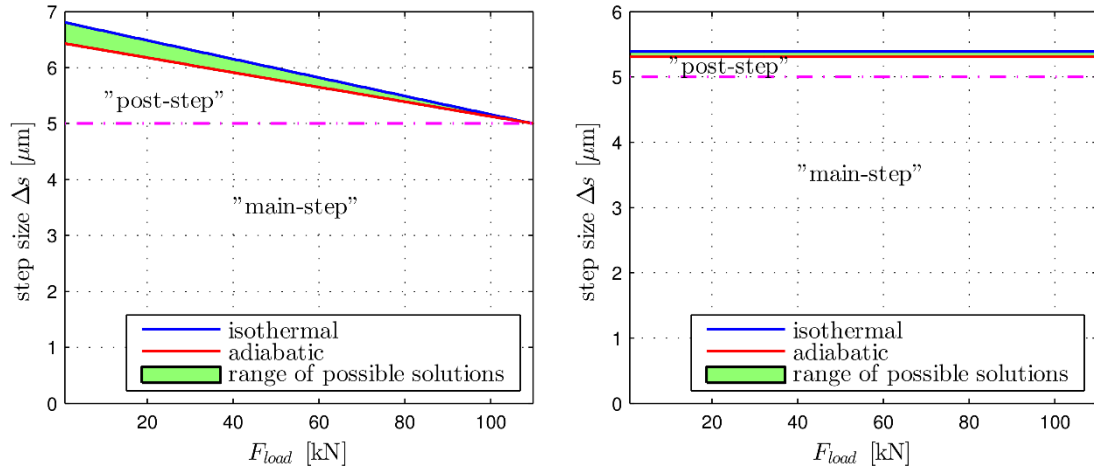 7
6
5
4
3
2
1
0
step size Δs [μm]
"post-step"
"main-step"
isothermal
adiabatic
range of possible solutions
20
40
60
80
100
F_load [kN]
6
5
4
3
2
1
0
step size Δs [μm]
"post-step"
"main-step"
isothermal
adiabatic
range of possible solutions
20
40
60
80
100
F_load [kN]